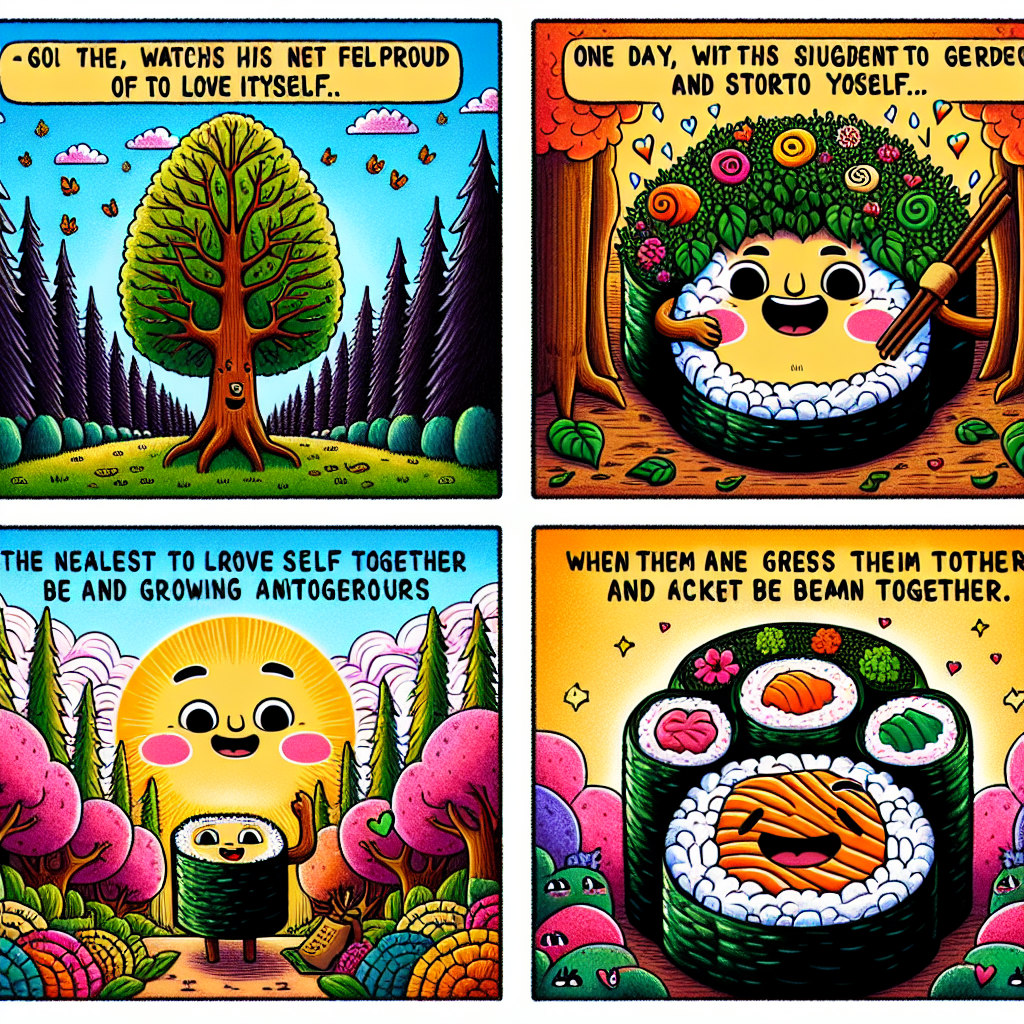 - GOI THE, WATCHS HIS NET FELPROUD
OF TO LOVE ITYSELF..
ONE DAY, WIT THS SIUGDENT TO GERDEC
AND STORTO YOSELF...
THE NEALEST TO LROVE SELF TOGETHER
BE AND GROWING ANTOGEROURS
WHEN THEM ANE GRESS THEIM TOTHER
AND ACKET BE BEAMN TOGETHER.